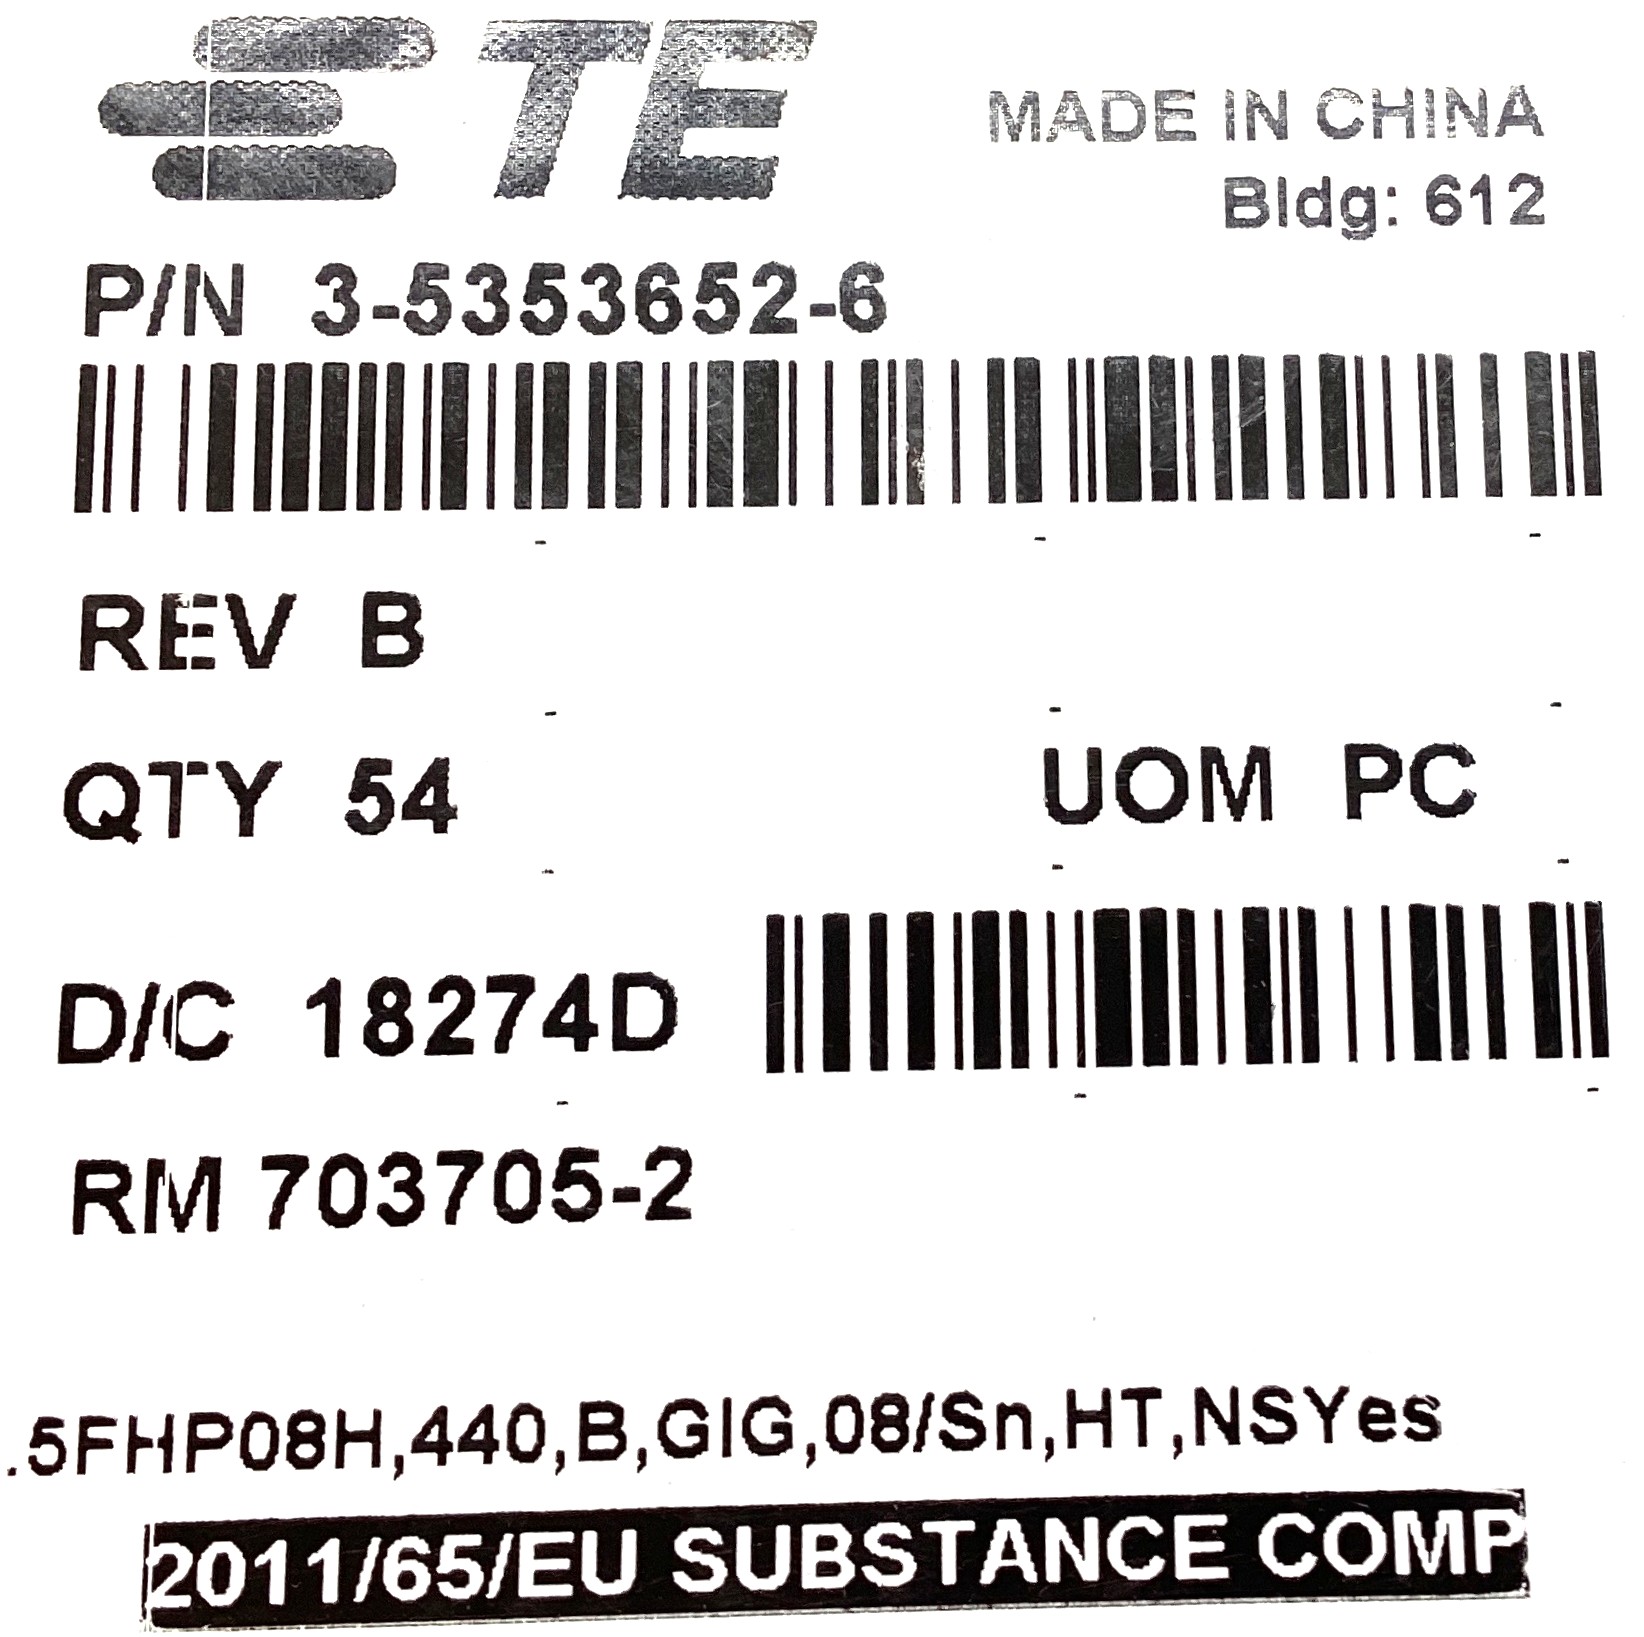 TE
MADE IN CHINA
Bldg: 612
P/N 3-5353652-6
REV B
QTY 54 UOM PC
D/C 18274D
RM 703705-2
.5FHP08H,440,B,GIG,08/Sn,HT,NSYes
2011/65/EU SUBSTANCE COMP